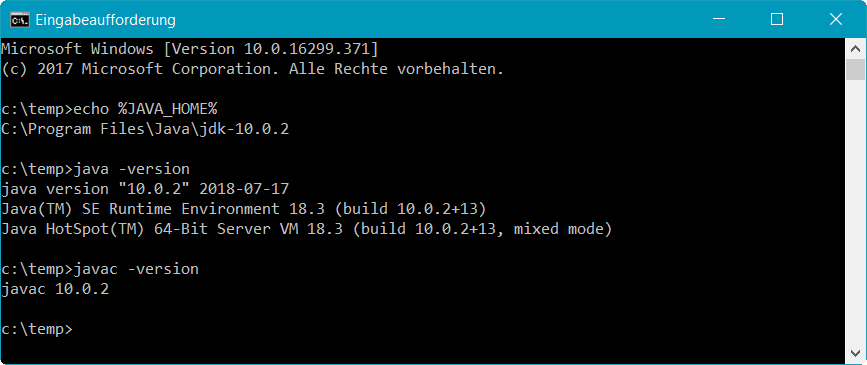 Eingabeaufforderung
Microsoft Windows [Version 10.0.16299.371]
(c) 2017 Microsoft Corporation. Alle Rechte vorbehalten.
c:\temp>echo %JAVA_HOME%
C:\Program Files\Java\jdk-10.0.2
c:\temp>java -version
java version "10.0.2" 2018-07-17
Java(TM) SE Runtime Environment 18.3 (build 10.0.2+13)
Java HotSpot(TM) 64-Bit Server VM 18.3 (build 10.0.2+13, mixed mode)
c:\temp>javac -version
javac 10.0.2
c:\temp>